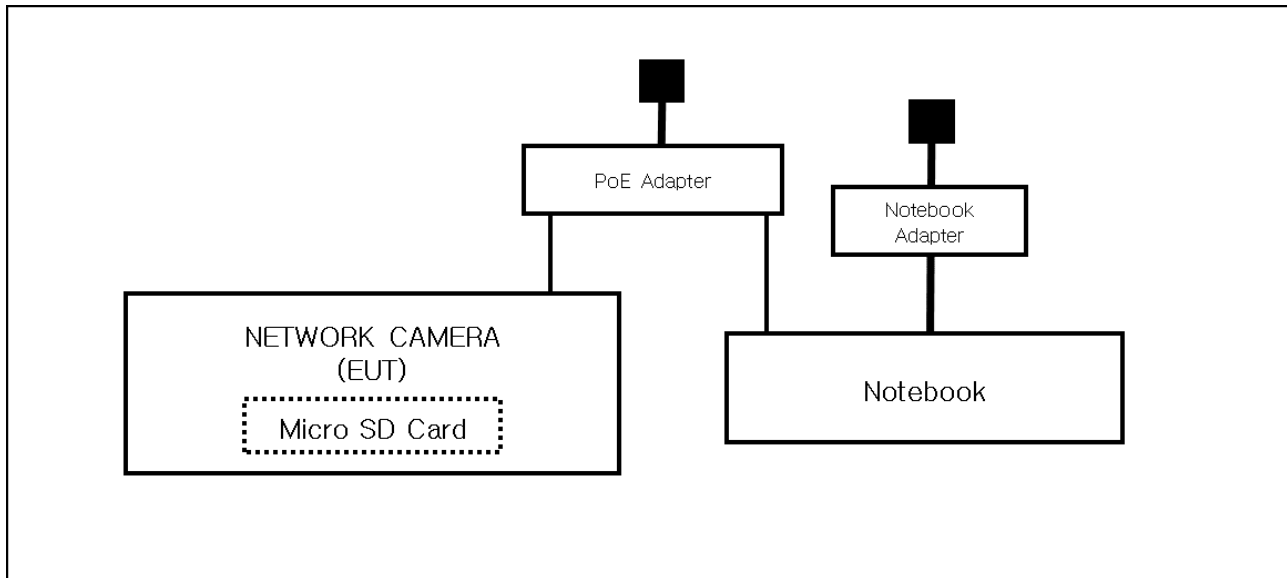 PoE Adapter
Notebook
Adapter
NETWORK CAMERA
(EUT)
Micro SD Card
Notebook